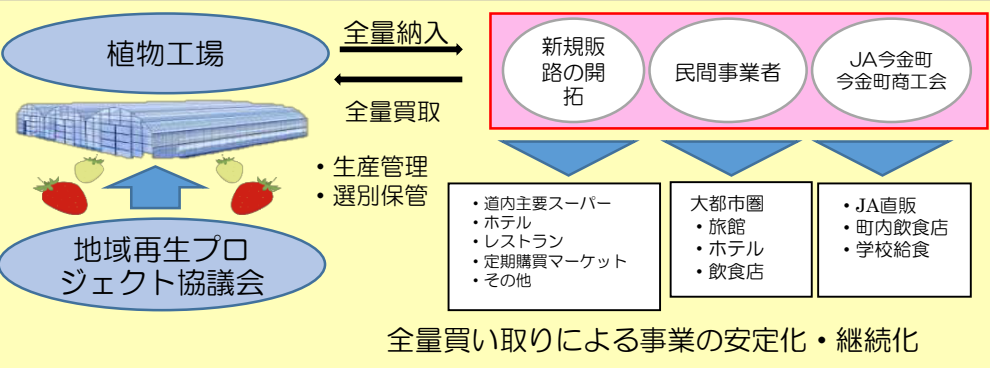 植物工場
全量納入
全量買取
・生産管理
・選別保管
地域再生プロ
ジェクト協議会
新規販
路の開
拓
民間事業者
JA今金町
今金町商工会
・道内主要スーパー
・ホテル
・レストラン
・定期購買マーケット
・その他
大都市圏
・旅館
・ホテル
・飲食店
・JA直販
・町内飲食店
・学校給食
全量買い取りによる事業の安定化・継続化